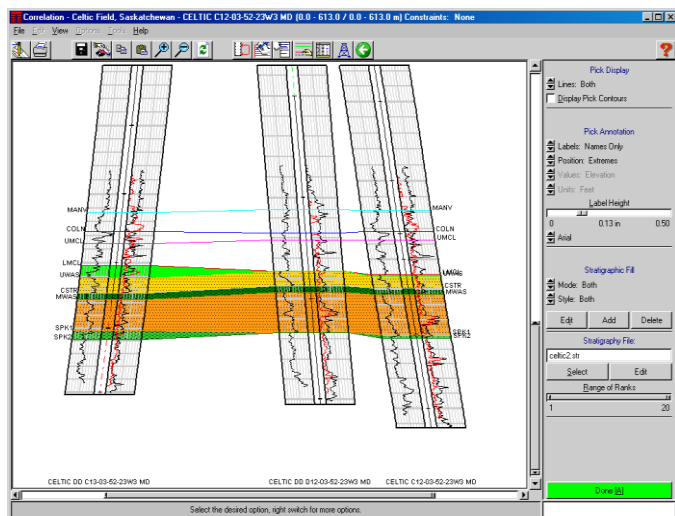 Correlation - Celtic Field, Saskatchewan - CELTIC C12-03-52-23W3 MD (0.0 - 613.0 / 0.0 - 613.0 m) Constraints: None
File Edit View Options Tools Help
Pick Display
Lines: Both
Display Pick Contours
Pick Annotation
Labels: Names Only
Position: Extremes
Values: Elevation
Units: Feet
Label Height
0 0.13 in 0.50
Arial
Stratigraphic Fill
Mode: Both
Style: Both
Edit Add Delete
Stratigraphy File:
celtic2.str
Select Edit
Range of Ranks
1 20
Done [A]
MANV MANV
COLN COLN
UMCL UMCL
LMCL LMCL
UWAS UWAS
CSTR CSTR
MWAS MWAS
SPK1 SPK1
SPK2 SPK2
CELTIC DD C13-03-52-23W3 MD CELTIC DD D12-03-52-23W3 MD CELTIC C12-03-52-23W3 MD
Select the desired option, right switch for more options.